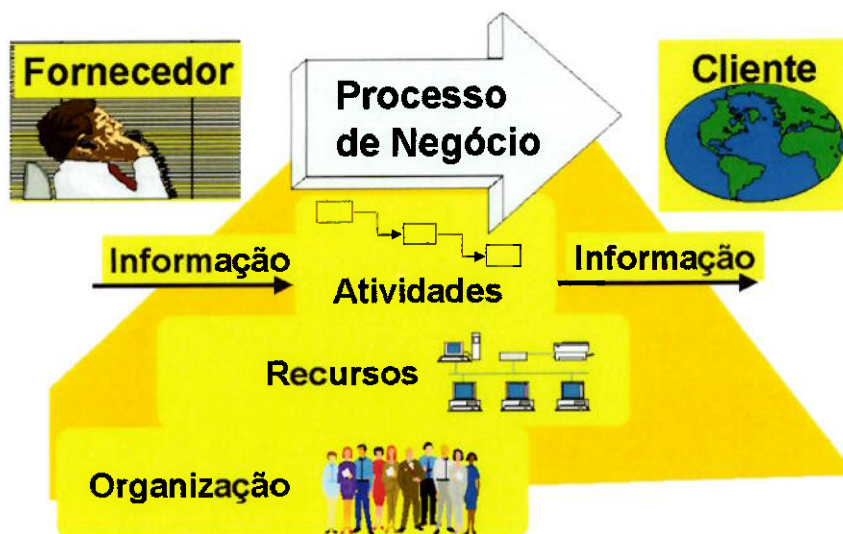 Fornecedor
Processo
de Negócio
Cliente
Informação
Atividades
Informação
Recursos
Organização